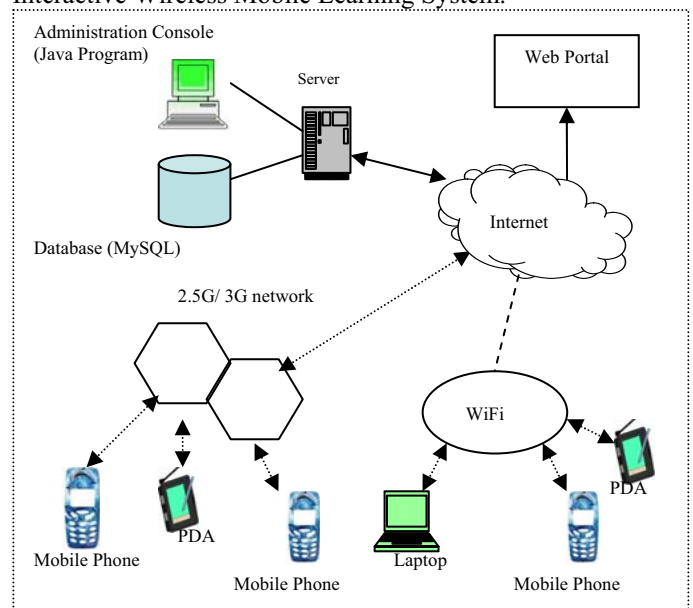 Interactive Wireless Mobile Learning System.
Administration Console
(Java Program)
Server
Web Portal
Internet
Database (MySQL)
2.5G/ 3G network
WiFi
PDA
PDA
Mobile Phone
Laptop
Mobile Phone
Mobile Phone